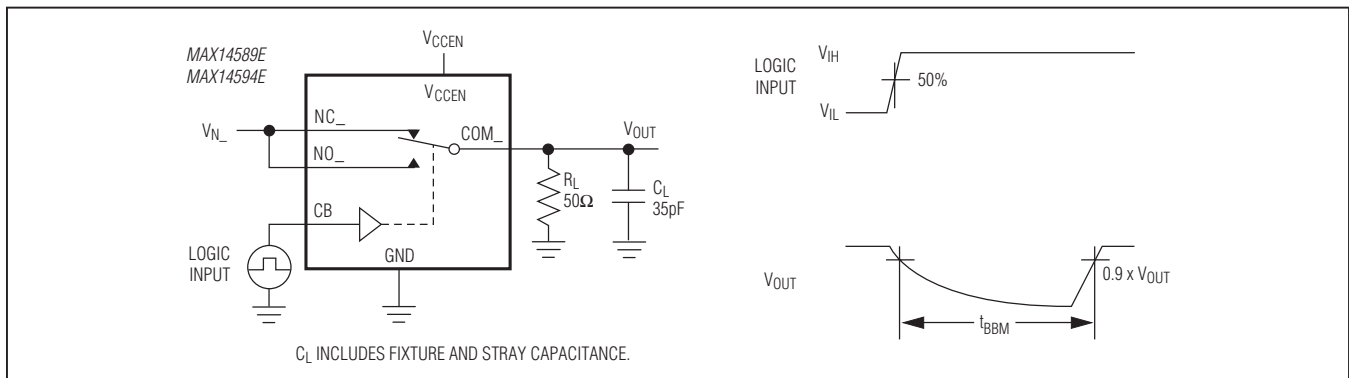 MAX14589E
MAX14594E
VCCEN
VCCEN
VN_
NC_
NO_
COM_
VOUT
RL
50Ω
CL
35pF
CB
LOGIC
INPUT
GND
CL INCLUDES FIXTURE AND STRAY CAPACITANCE.
LOGIC
INPUT
VIH
VIL
50%
VOUT
0.9 x VOUT
tBBM